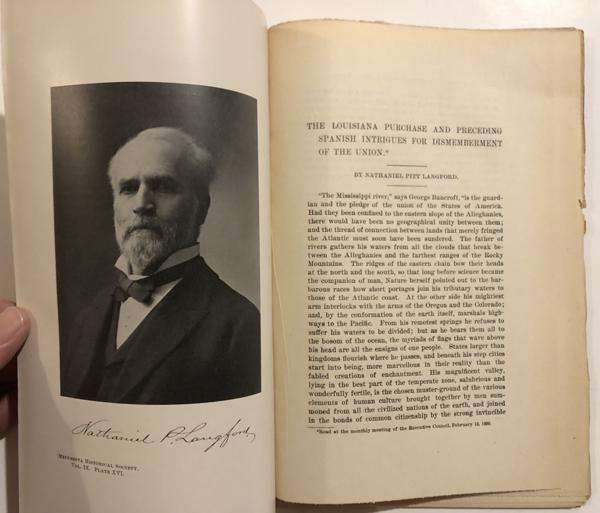 Nathaniel P. Langford,
MINNESOTA HISTORICAL SOCIETY.
VOL. IX. PLATE XVI.
THE LOUISIANA PURCHASE AND PRECEDING
SPANISH INTRIGUES FOR DISMEMBERMENT
OF THE UNION.*
BY NATHANIEL PITT LANGFORD.
"The Mississippi river," says George Bancroft, "is the guard-
ian and the pledge of the union of the States of America.
Had they been confined to the eastern slope of the Alleghanies,
there would have been no geographical unity between them;
and the thread of connection between lands that merely fringed
the Atlantic must soon have been sundered. The father of
rivers gathers his waters from all the clouds that break be-
tween the Alleghanies and the farthest ranges of the Rocky
Mountains. The ridges of the eastern chain bow their heads
at the north and the south, so that long before science became
the companion of man, Nature herself pointed out to the bar-
barous races how short portages join his tributary waters to
those of the Atlantic coast. At the other side his mightiest
arm interlocks with the arms of the Oregon and the Colorado;
and, by the conformation of the earth itself, marshals high-
ways to the Pacific. From his remotest springs he refuses to
suffer his waters to be divided; but as he bears them all to
the bosom of the ocean, the myriads of flags that wave above
his head are all the ensigns of one people. States larger than
kingdoms flourish where he passes, and beneath his step cities
start into being, more marvellous in their reality than the
fabled creations of enchantment. His magnificent valley,
lying in the best part of the temperate zone, salubrious and
wonderfully fertile, is the chosen muster-ground of the various
elements of human culture brought together by men sum-
moned from all the civilized nations of the earth, and joined
in the bonds of common citizenship by the strong invincible
*Read at the monthly meeting of the Executive Council, February